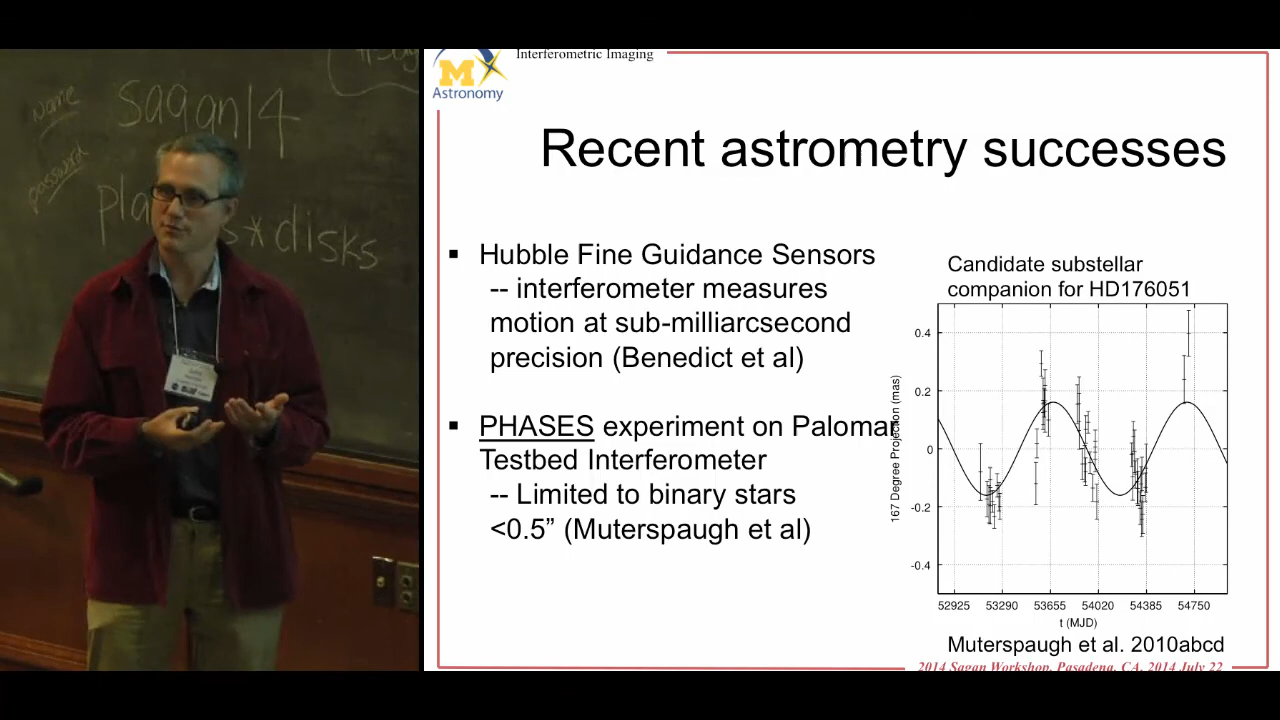 name
sagan14
password
disks
Interferometric Imaging
M
Astronomy
Recent astrometry successes
▪ Hubble Fine Guidance Sensors
-- interferometer measures
motion at sub-milliarcsecond
precision (Benedict et al)
▪ PHASES experiment on Palomar
Testbed Interferometer
-- Limited to binary stars
<0.5” (Muterspaugh et al)
Candidate substellar
companion for HD176051
167 Degree Projection (mas)
0.4
0.2
0
-0.2
-0.4
52925 53290 53655 54020 54385 54750
t (MJD)
Muterspaugh et al. 2010abcd
2014 Sagan Workshop, Pasadena, CA, 2014 July 22